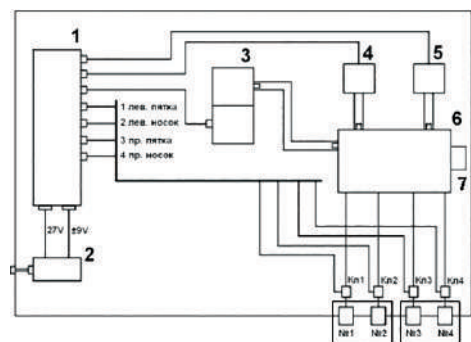 1
3
4
5
1 лев. пятка
2 лев. носок
3 пр. пятка
4 пр. носок
6
7
27V
±9V
2
Кл1
Кл2
Кл3
Кл4
№1
№2
№3
№4